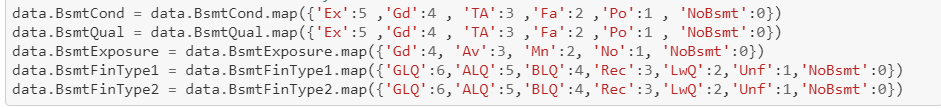 data.BsmtCond = data.BsmtCond.map({'Ex':5 ,'Gd':4 , 'TA':3 ,'Fa':2 ,'Po':1 , 'NoBsmt':0})
data.BsmtQual = data.BsmtQual.map({'Ex':5 ,'Gd':4 , 'TA':3 ,'Fa':2 ,'Po':1 , 'NoBsmt':0})
data.BsmtExposure = data.BsmtExposure.map({'Gd':4, 'Av':3, 'Mn':2, 'No':1, 'NoBsmt':0})
data.BsmtFinType1 = data.BsmtFinType1.map({'GLQ':6,'ALQ':5,'BLQ':4,'Rec':3,'LwQ':2,'Unf':1,'NoBsmt':0})
data.BsmtFinType2 = data.BsmtFinType2.map({'GLQ':6,'ALQ':5,'BLQ':4,'Rec':3,'LwQ':2,'Unf':1,'NoBsmt':0})